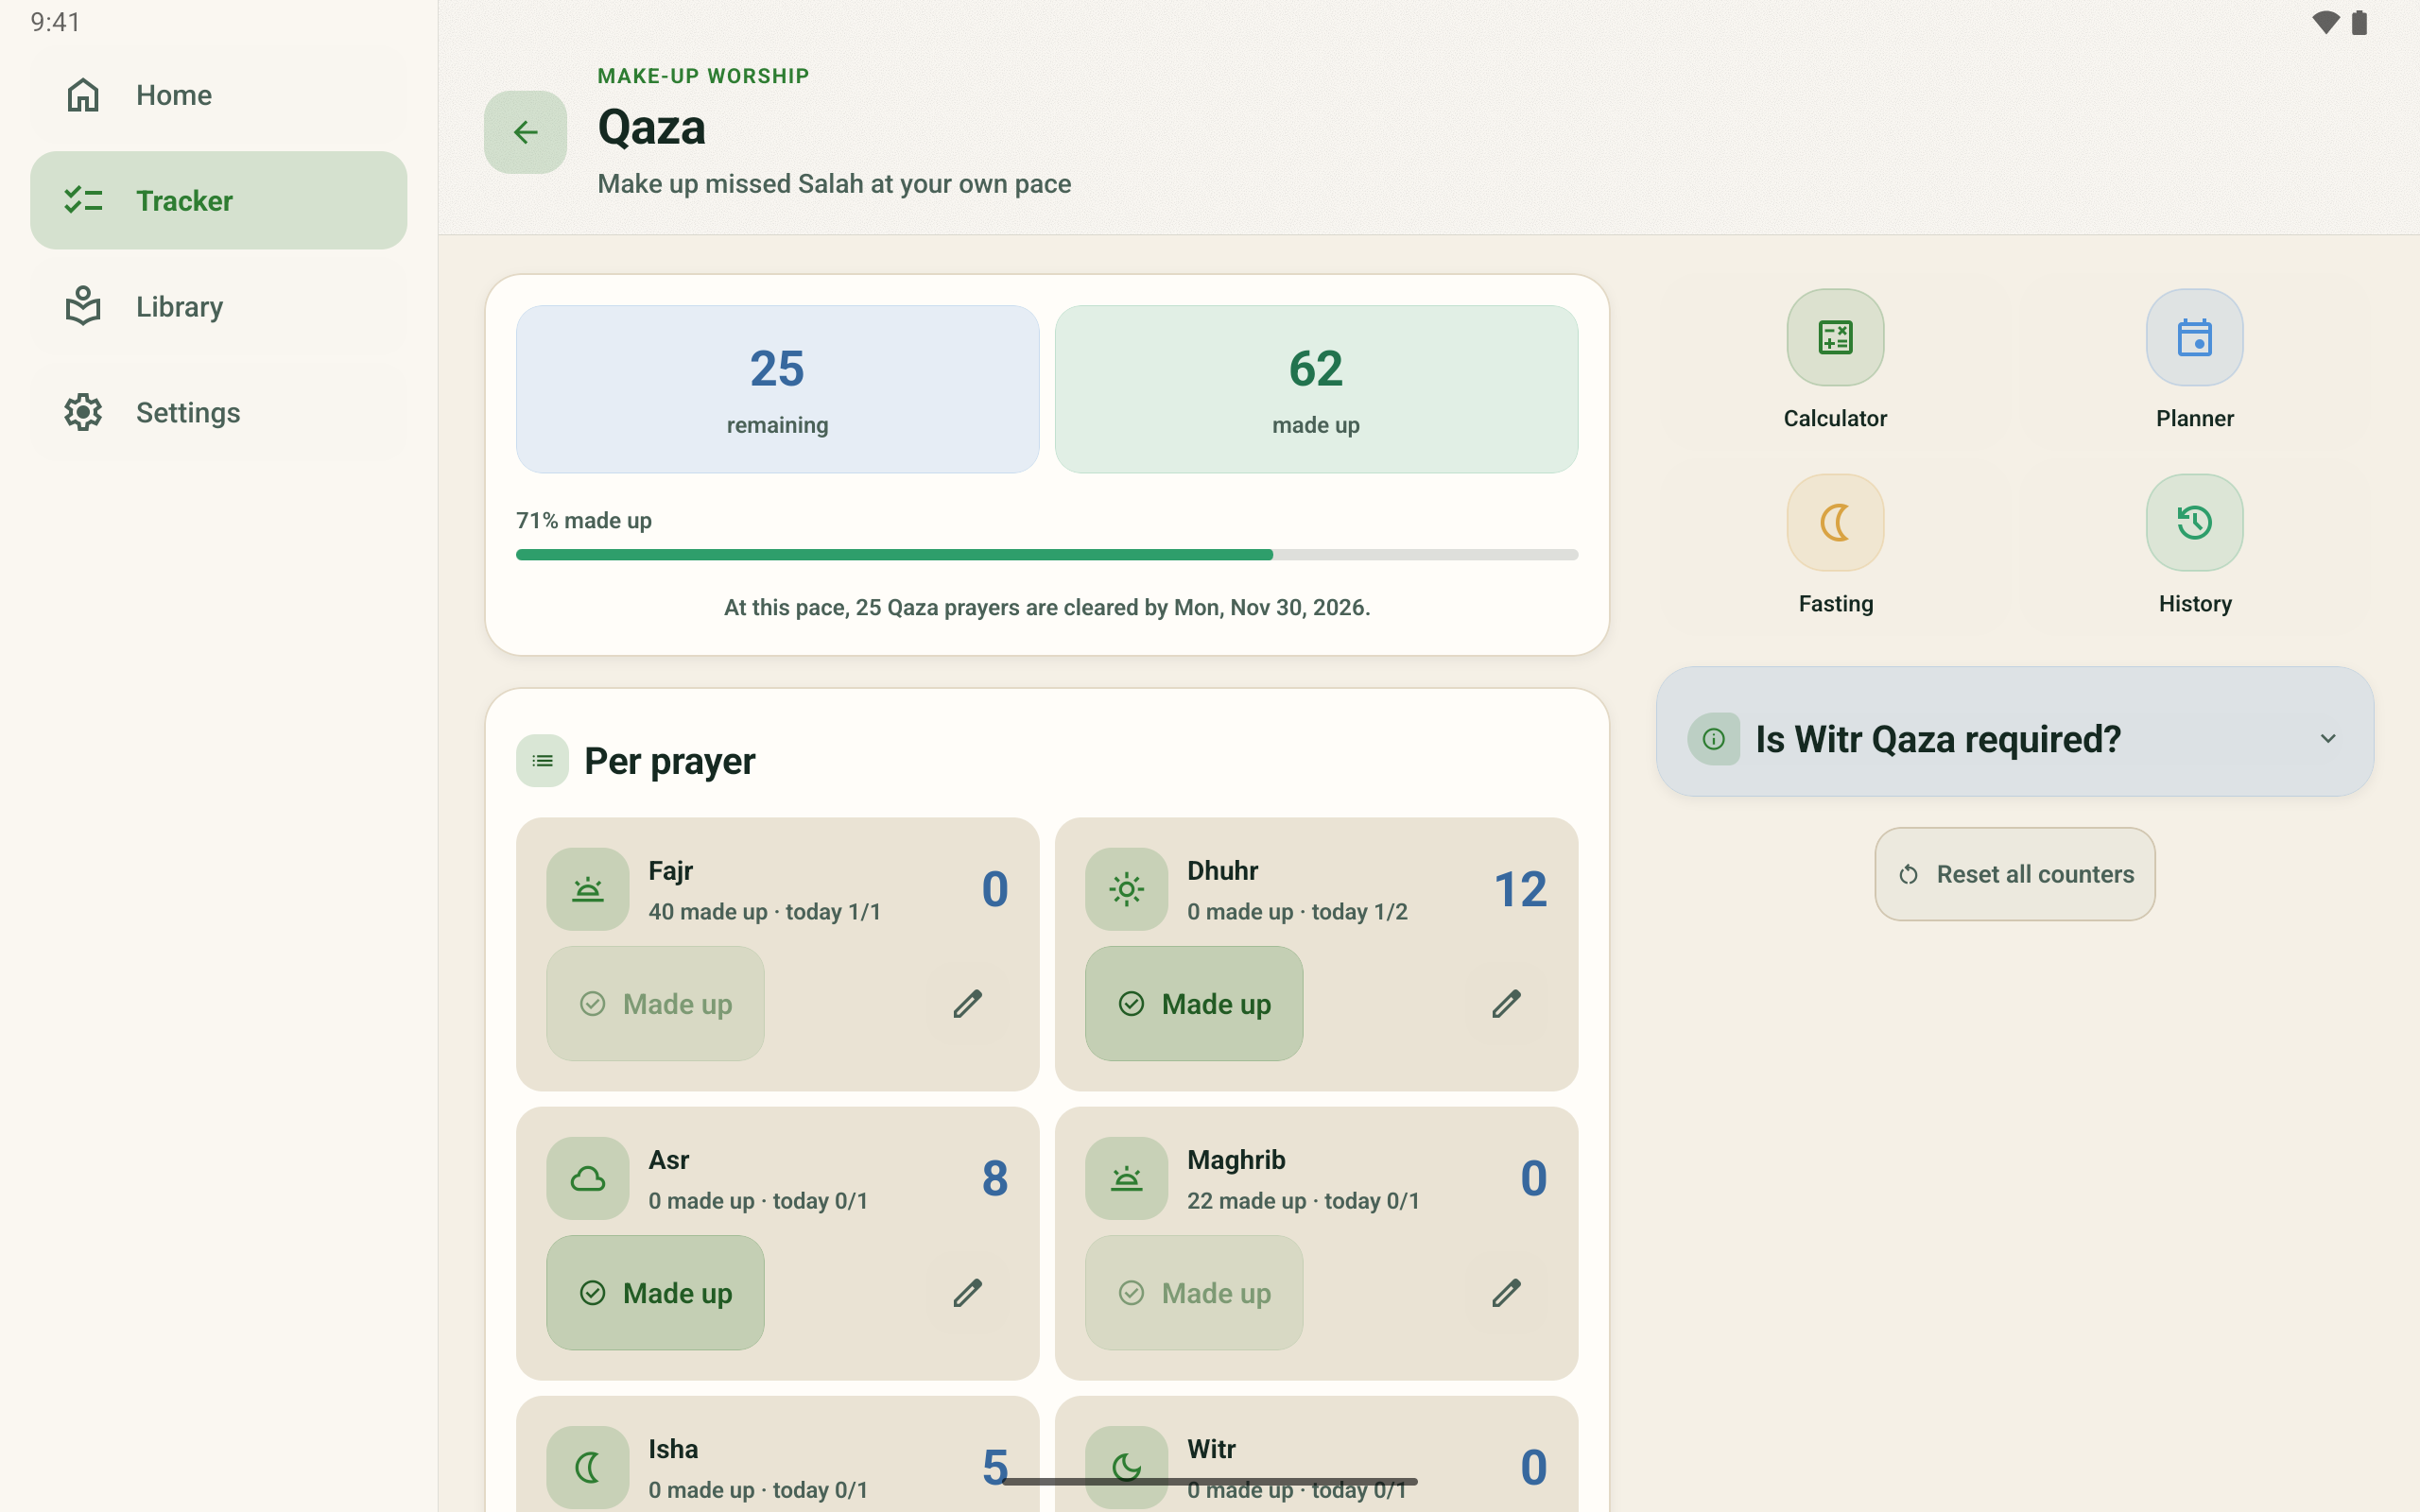 9:41
Home
Tracker
Library
Settings
MAKE-UP WORSHIP
Qaza
Make up missed Salah at your own pace
25
remaining
62
made up
71% made up
At this pace, 25 Qaza prayers are cleared by Mon, Nov 30, 2026.
Per prayer
Fajr
40 made up · today 1/1
0
Made up
Dhuhr
0 made up · today 1/2
12
Made up
Asr
0 made up · today 0/1
8
Made up
Maghrib
22 made up · today 0/1
0
Made up
Isha
0 made up · today 0/1
5
Witr
0 made up · today 0/1
0
Calculator
Planner
Fasting
History
Is Witr Qaza required?
Reset all counters